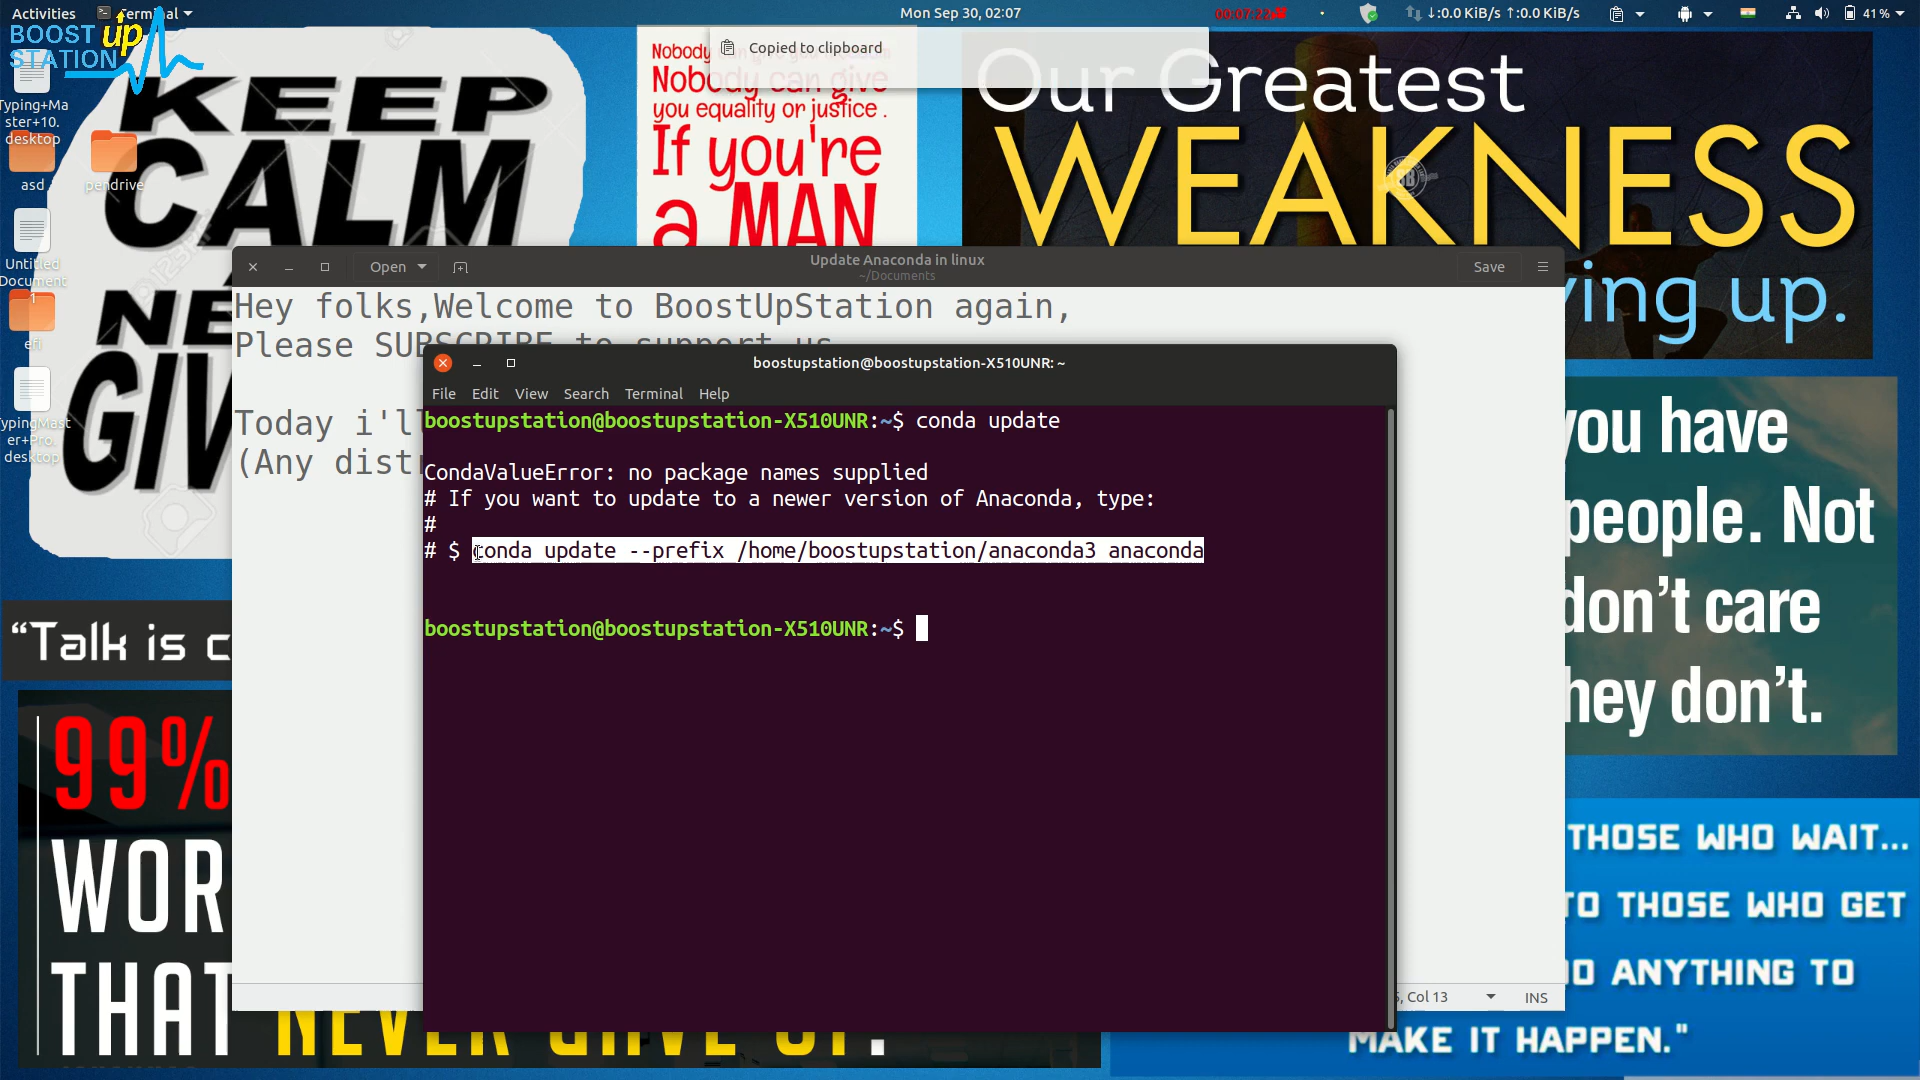 Activities
Terminal
Mon Sep 30, 02:07
00:07:22
↓:0.0 KiB/s ↑:0.0 KiB/s
41 %
BOOST up
STATION
Typing+Ma
ster+10.
desktop
asd
pendrive
Untitled
Document
1
efi
TypingMast
er+Pro.
desktop
KEEP
CALM
GIV
Copied to clipboard
Nobody can give
you equality or justice .
If you're
a MAN
Our Greatest
WEAKNESS
ying up.
Open
Update Anaconda in linux
~/Documents
Save
Hey folks,Welcome to BoostUpStation again,
Please SUBSCRIBE to support us
Today i'll
(Any dist
boostupstation@boostupstation-X510UNR: ~
File Edit View Search Terminal Help
boostupstation@boostupstation-X510UNR:~$ conda update
CondaValueError: no package names supplied
# If you want to update to a newer version of Anaconda, type:
#
# $ conda update --prefix /home/boostupstation/anaconda3 anaconda
boostupstation@boostupstation-X510UNR:~$
, Col 13
INS
you have
people. Not
don't care
hey don't.
"Talk is c
99%
WOR
THAT
NEVER GAVE UP.
THOSE WHO WAIT...
TO THOSE WHO GET
DO ANYTHING TO
MAKE IT HAPPEN."